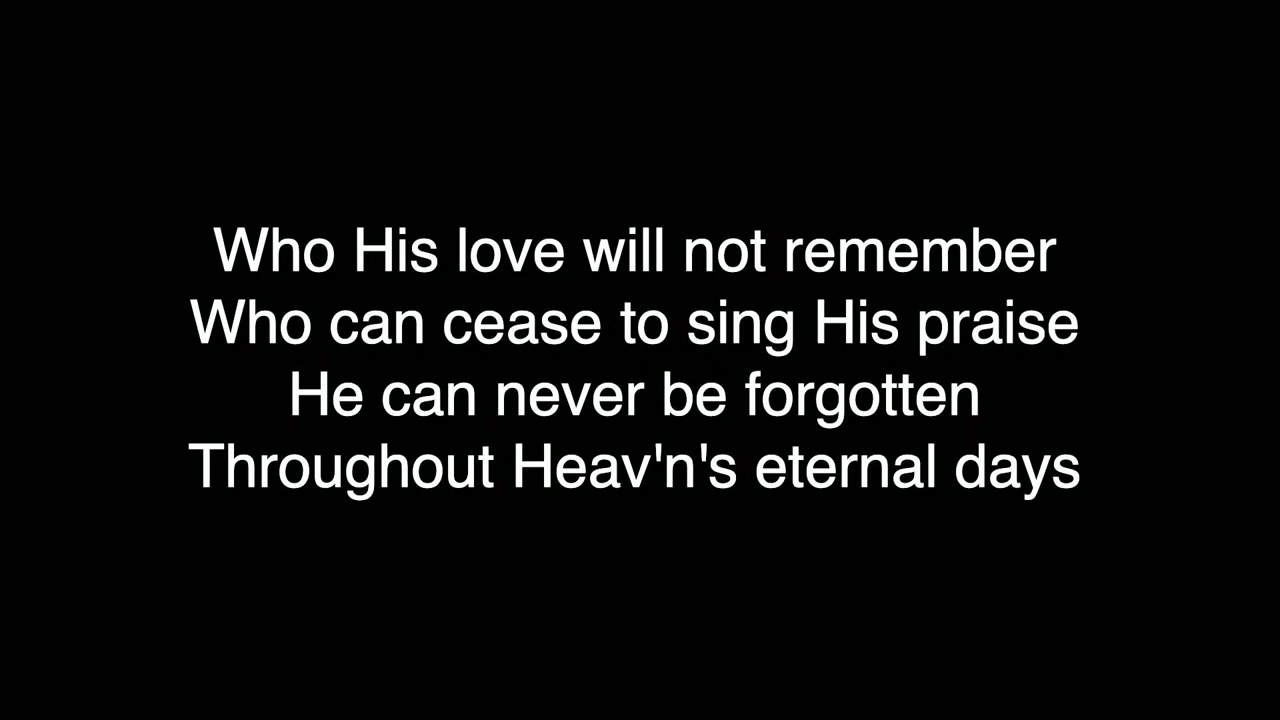 Who His love will not remember
Who can cease to sing His praise
He can never be forgotten
Throughout Heav'n's eternal days